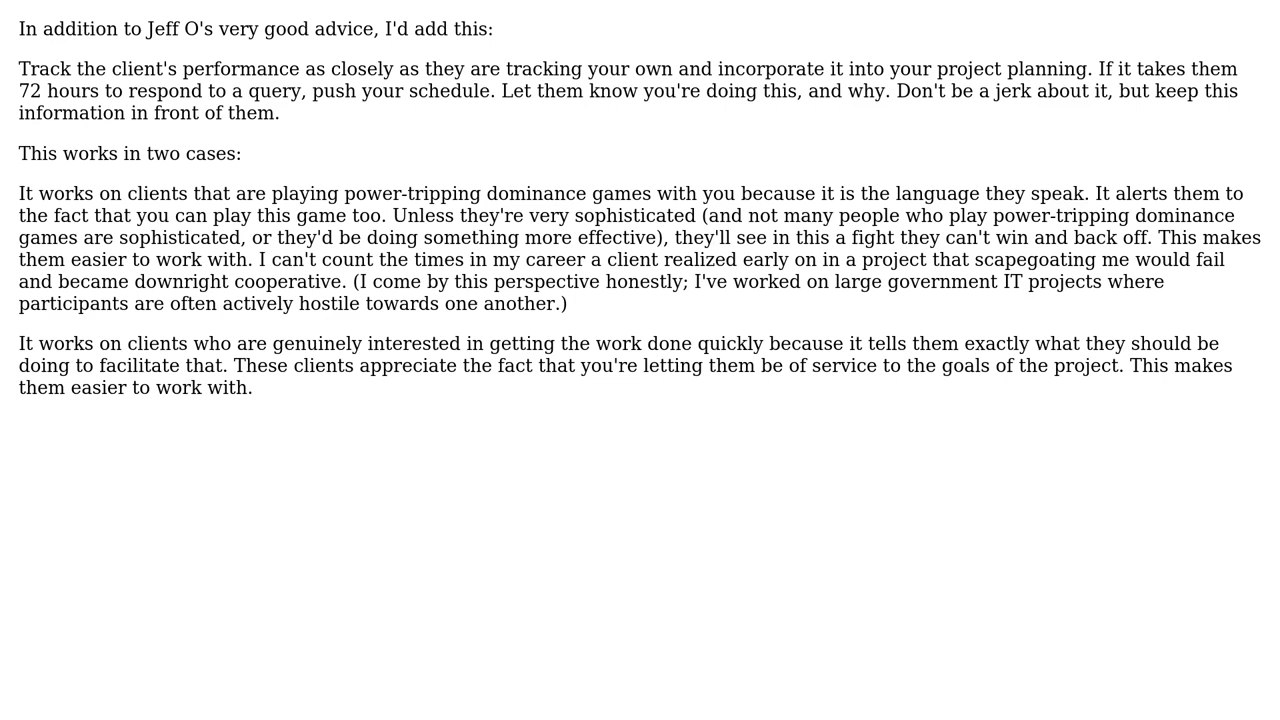 In addition to Jeff O's very good advice, I'd add this:
Track the client's performance as closely as they are tracking your own and incorporate it into your project planning. If it takes them
72 hours to respond to a query, push your schedule. Let them know you're doing this, and why. Don't be a jerk about it, but keep this
information in front of them.
This works in two cases:
It works on clients that are playing power-tripping dominance games with you because it is the language they speak. It alerts them to
the fact that you can play this game too. Unless they're very sophisticated (and not many people who play power-tripping dominance
games are sophisticated, or they'd be doing something more effective), they'll see in this a fight they can't win and back off. This makes
them easier to work with. I can't count the times in my career a client realized early on in a project that scapegoating me would fail
and became downright cooperative. (I come by this perspective honestly; I've worked on large government IT projects where
participants are often actively hostile towards one another.)
It works on clients who are genuinely interested in getting the work done quickly because it tells them exactly what they should be
doing to facilitate that. These clients appreciate the fact that you're letting them be of service to the goals of the project. This makes
them easier to work with.